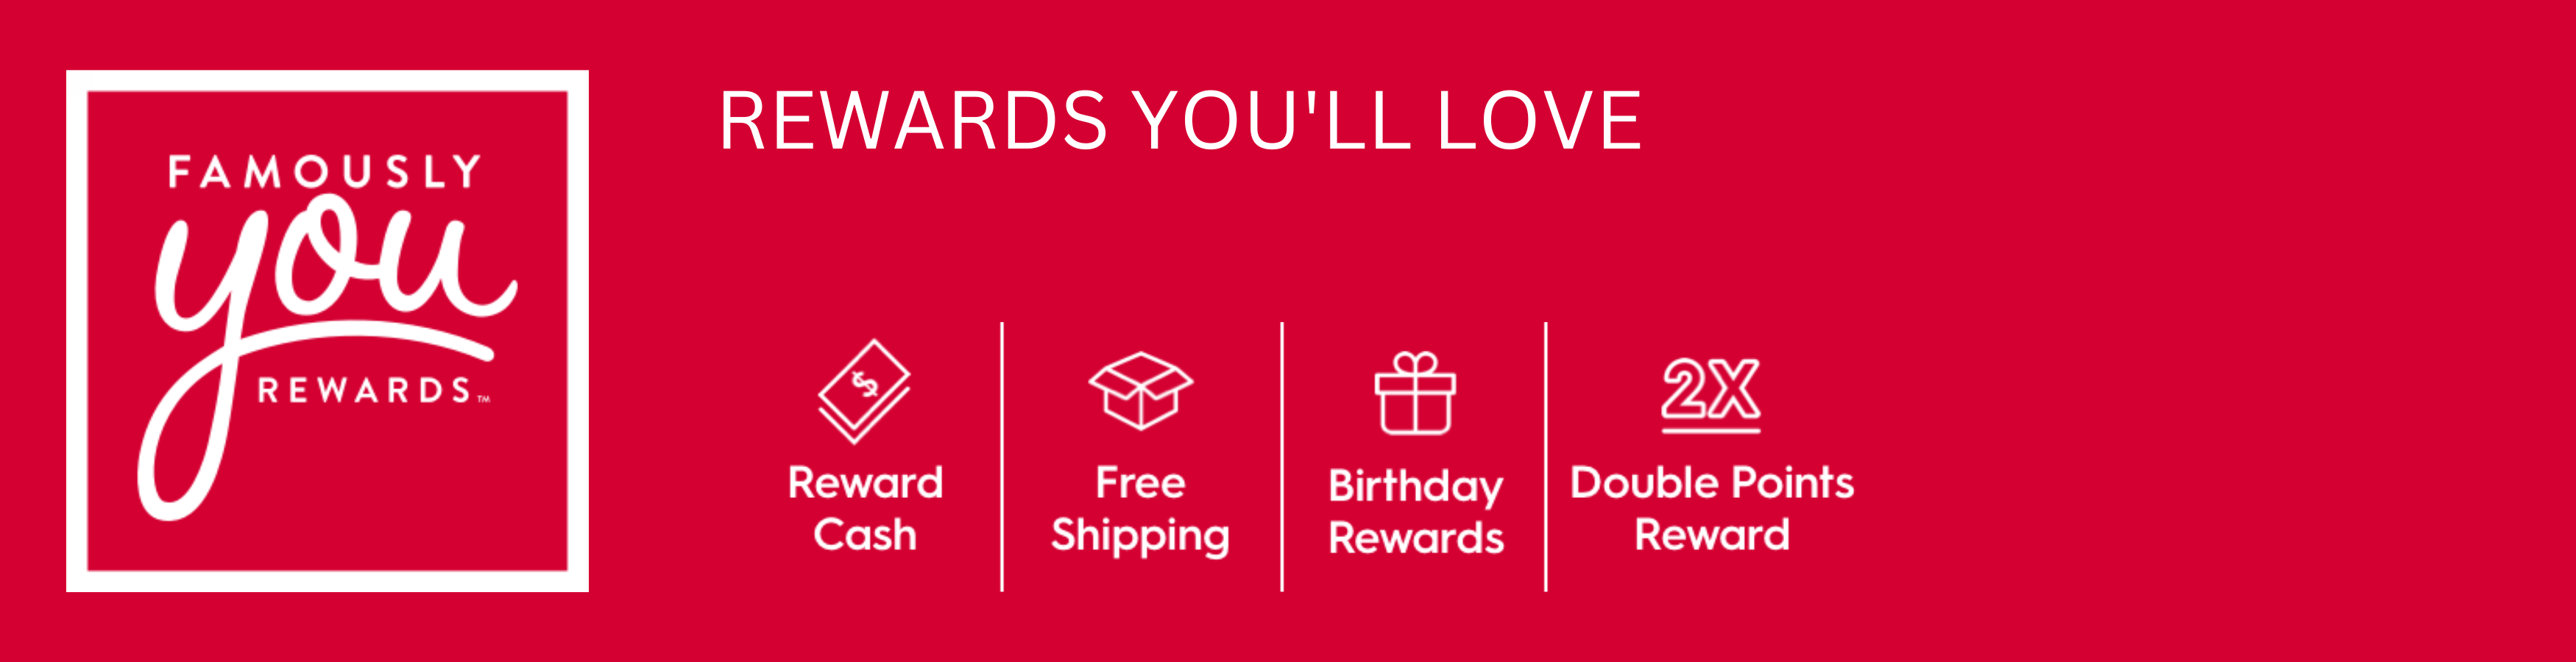 FAMOUSLY
you
REWARDS™
REWARDS YOU'LL LOVE
$
Reward
Cash
Free
Shipping
Birthday
Rewards
2X
Double Points
Reward